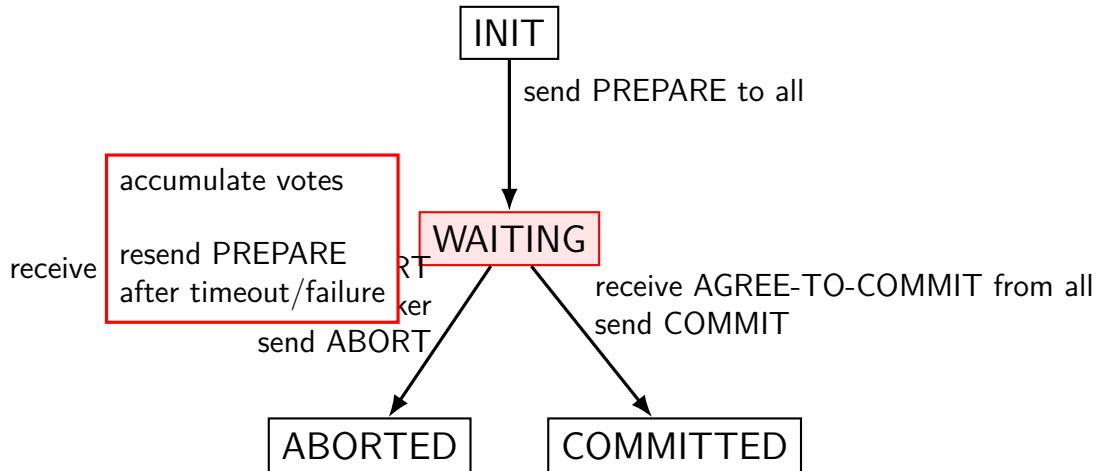 INIT
send PREPARE to all
accumulate votes
resend PREPARE
after timeout/failure
WAITING
receive
send ABORT
receive AGREE-TO-COMMIT from all
send COMMIT
ABORTED
COMMITTED